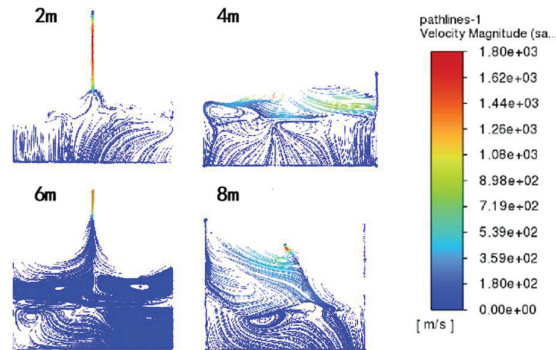 2m
4m
6m
8m
pathlines-1
Velocity Magnitude (sa...
1.80e+03
1.62e+03
1.44e+03
1.26e+03
1.08e+03
8.98e+02
7.19e+02
5.39e+02
3.59e+02
1.80e+02
0.00e+00
[ m/s ]